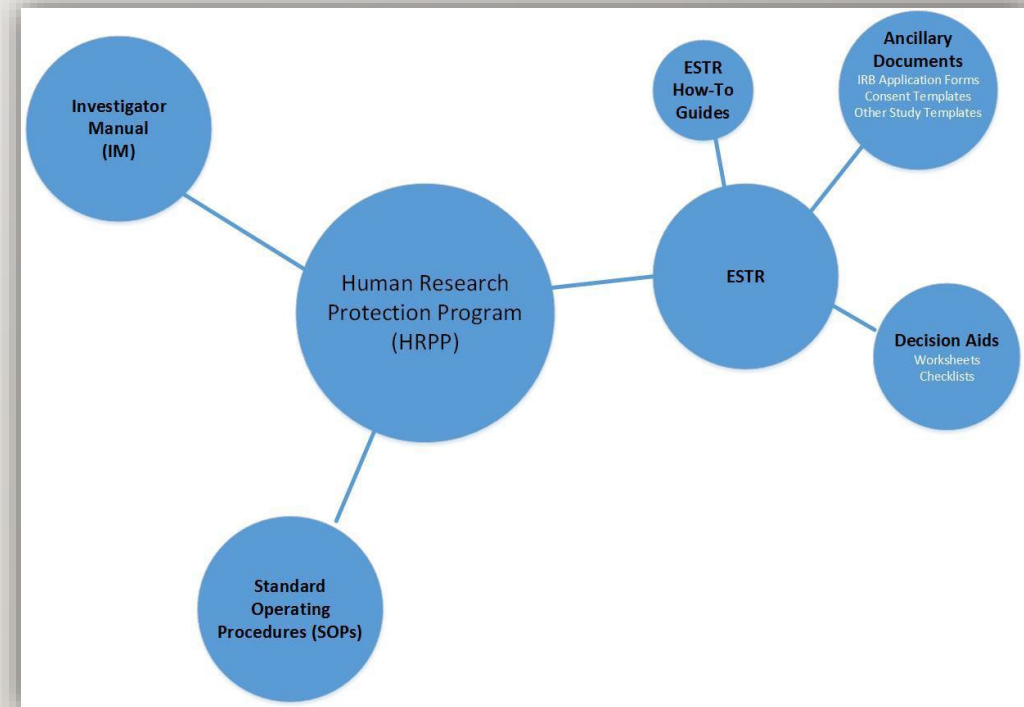 Investigator
Manual
(IM)
ESTR
How-To
Guides
Ancillary
Documents
IRB Application Forms
Consent Templates
Other Study Templates
Human Research
Protection Program
(HRPP)
ESTR
Decision Aids
Worksheets
Checklists
Standard
Operating
Procedures (SOPs)